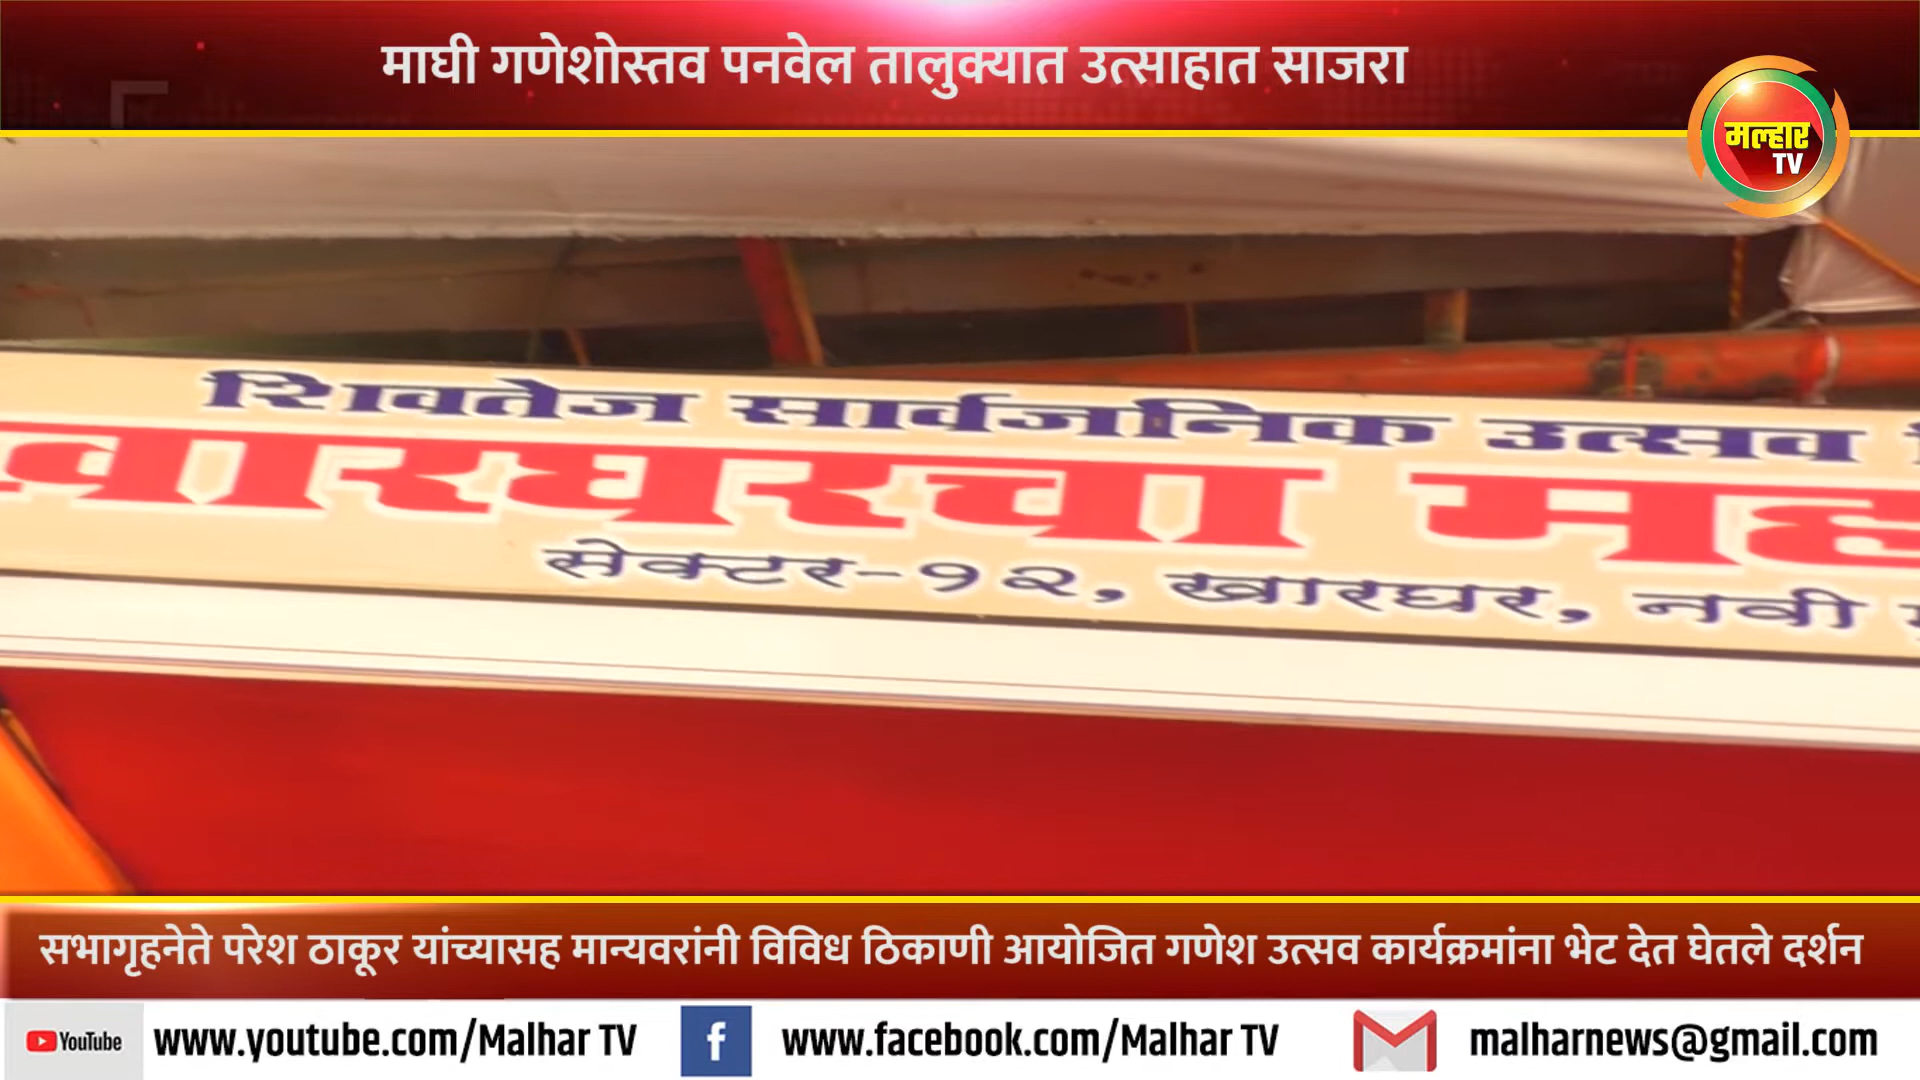 माघी गणेशोस्तव पनवेल तालुक्यात उत्साहात साजरा
मल्हार
TV
शिवतेज सार्वजनिक उत्सव
सेक्टर-१२, खारघर, नवी
सभागृहनेते परेश ठाकूर यांच्यासह मान्यवरांनी विविध ठिकाणी आयोजित गणेश उत्सव कार्यक्रमांना भेट देत घेतले दर्शन
YouTube www.youtube.com/Malhar TV f www.facebook.com/Malhar TV malharnews@gmail.com